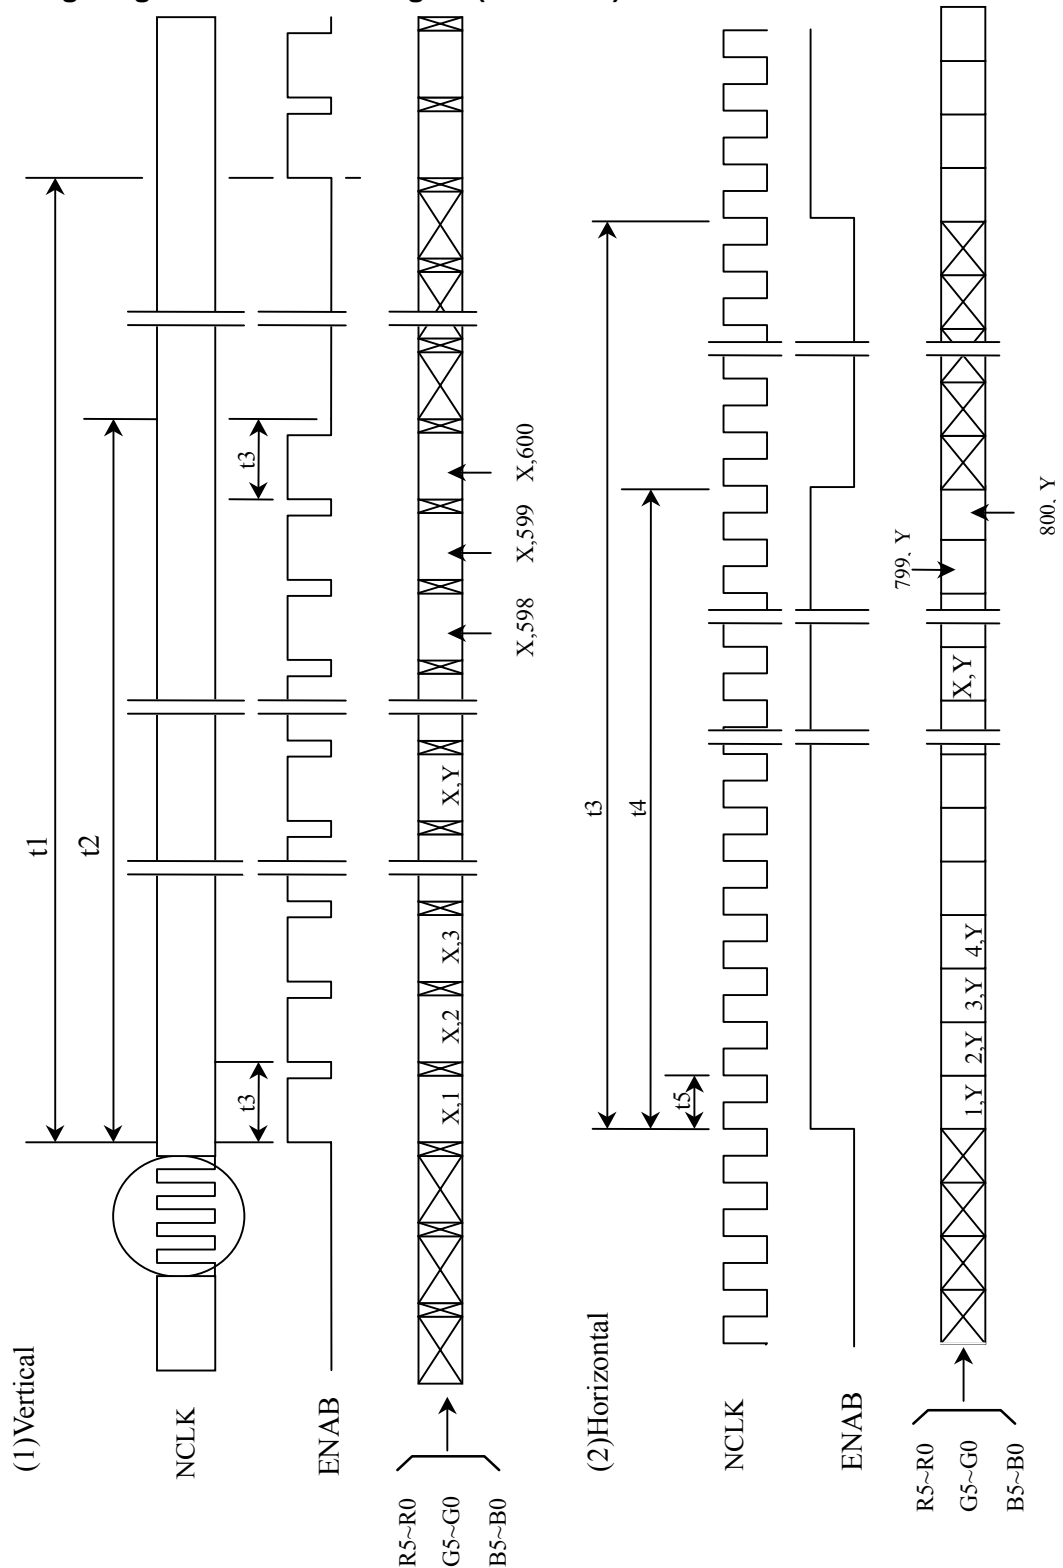 (1)Vertical
t1
t2
NCLK
t3
t3
ENAB
R5~R0
G5~G0
B5~B0
X,1
X,2
X,3
X,Y
X,598
X,599
X,600
(2)Horizontal
t3
t4
t5
NCLK
ENAB
799. Y
R5~R0
G5~G0
B5~B0
1,Y
2,Y
3,Y
4,Y
X,Y
800, Y